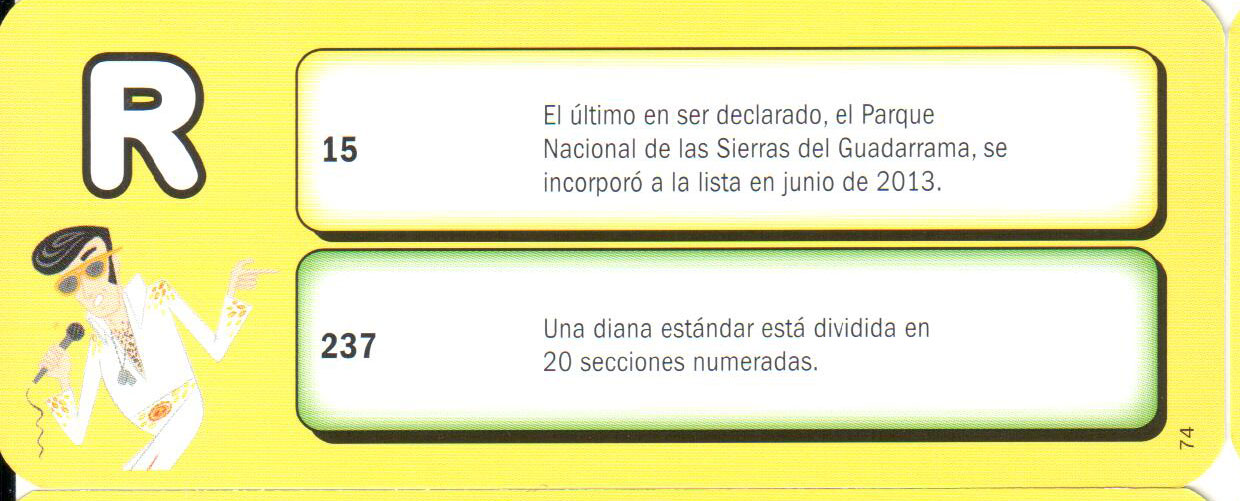 R
15
El último en ser declarado, el Parque
Nacional de las Sierras del Guadarrama, se
incorporó a la lista en junio de 2013.
237
Una diana estándar está dividida en
20 secciones numeradas.
74